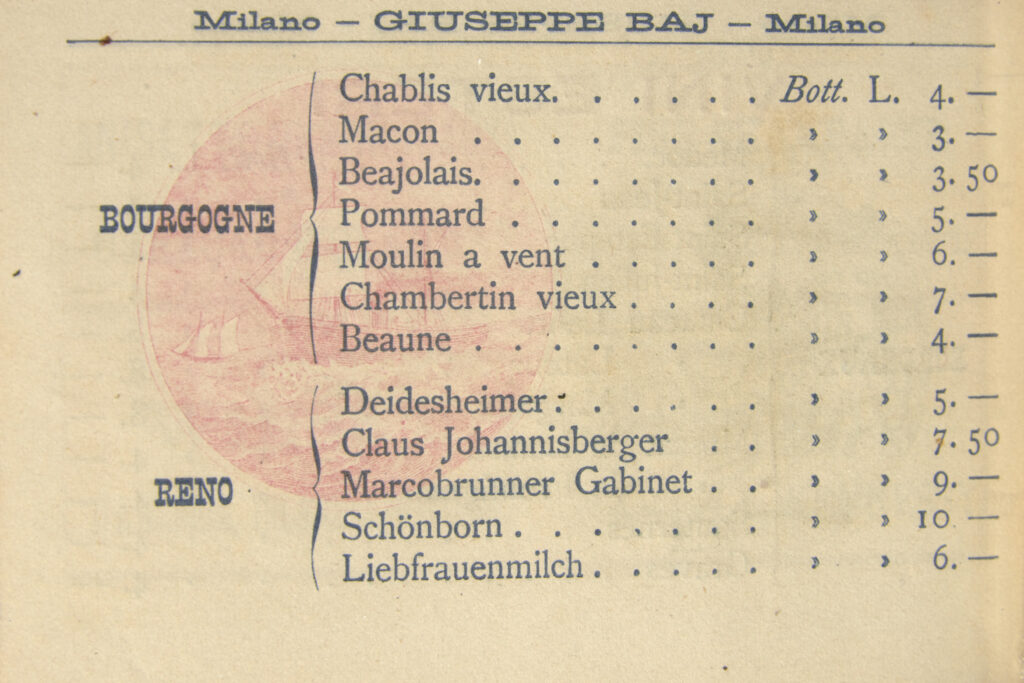 Milano – GIUSEPPE BAJ – Milano
BOURGOGNE
Chablis vieux. . . . . . Bott. L. 4. —
Macon . . . . . . . . » » 3. —
Beajolais. . . . . . . . » » 3. 50
Pommard . . . . . . . » » 5. —
Moulin a vent . . . . . » » 6. —
Chambertin vieux . . . . » » 7. —
Beaune . . . . . . . . » » 4. —
RENO
Deidesheimer . . . . . . » » 5. —
Claus Johannisberger . . » » 7. 50
Marcobrunner Gabinet . . » » 9. —
Schönborn . . . . . . . » » 10. —
Liebfrauenmilch . . . . . » » 6. —